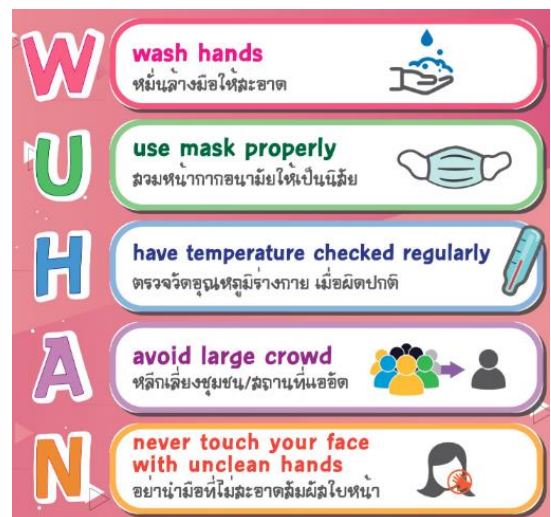 W
wash hands
หมั่นล้างมือให้สะอาด
U
use mask properly
สวมหน้ากากอนามัยให้เป็นนิสัย
H
have temperature checked regularly
ตรวจวัดอุณหภูมิร่างกาย เมื่อผิดปกติ
A
avoid large crowd
หลีกเลี่ยงชุมชน/สถานที่แออัด
N
never touch your face
with unclean hands
อย่านำมือที่ไม่สะอาดสัมผัสใบหน้า